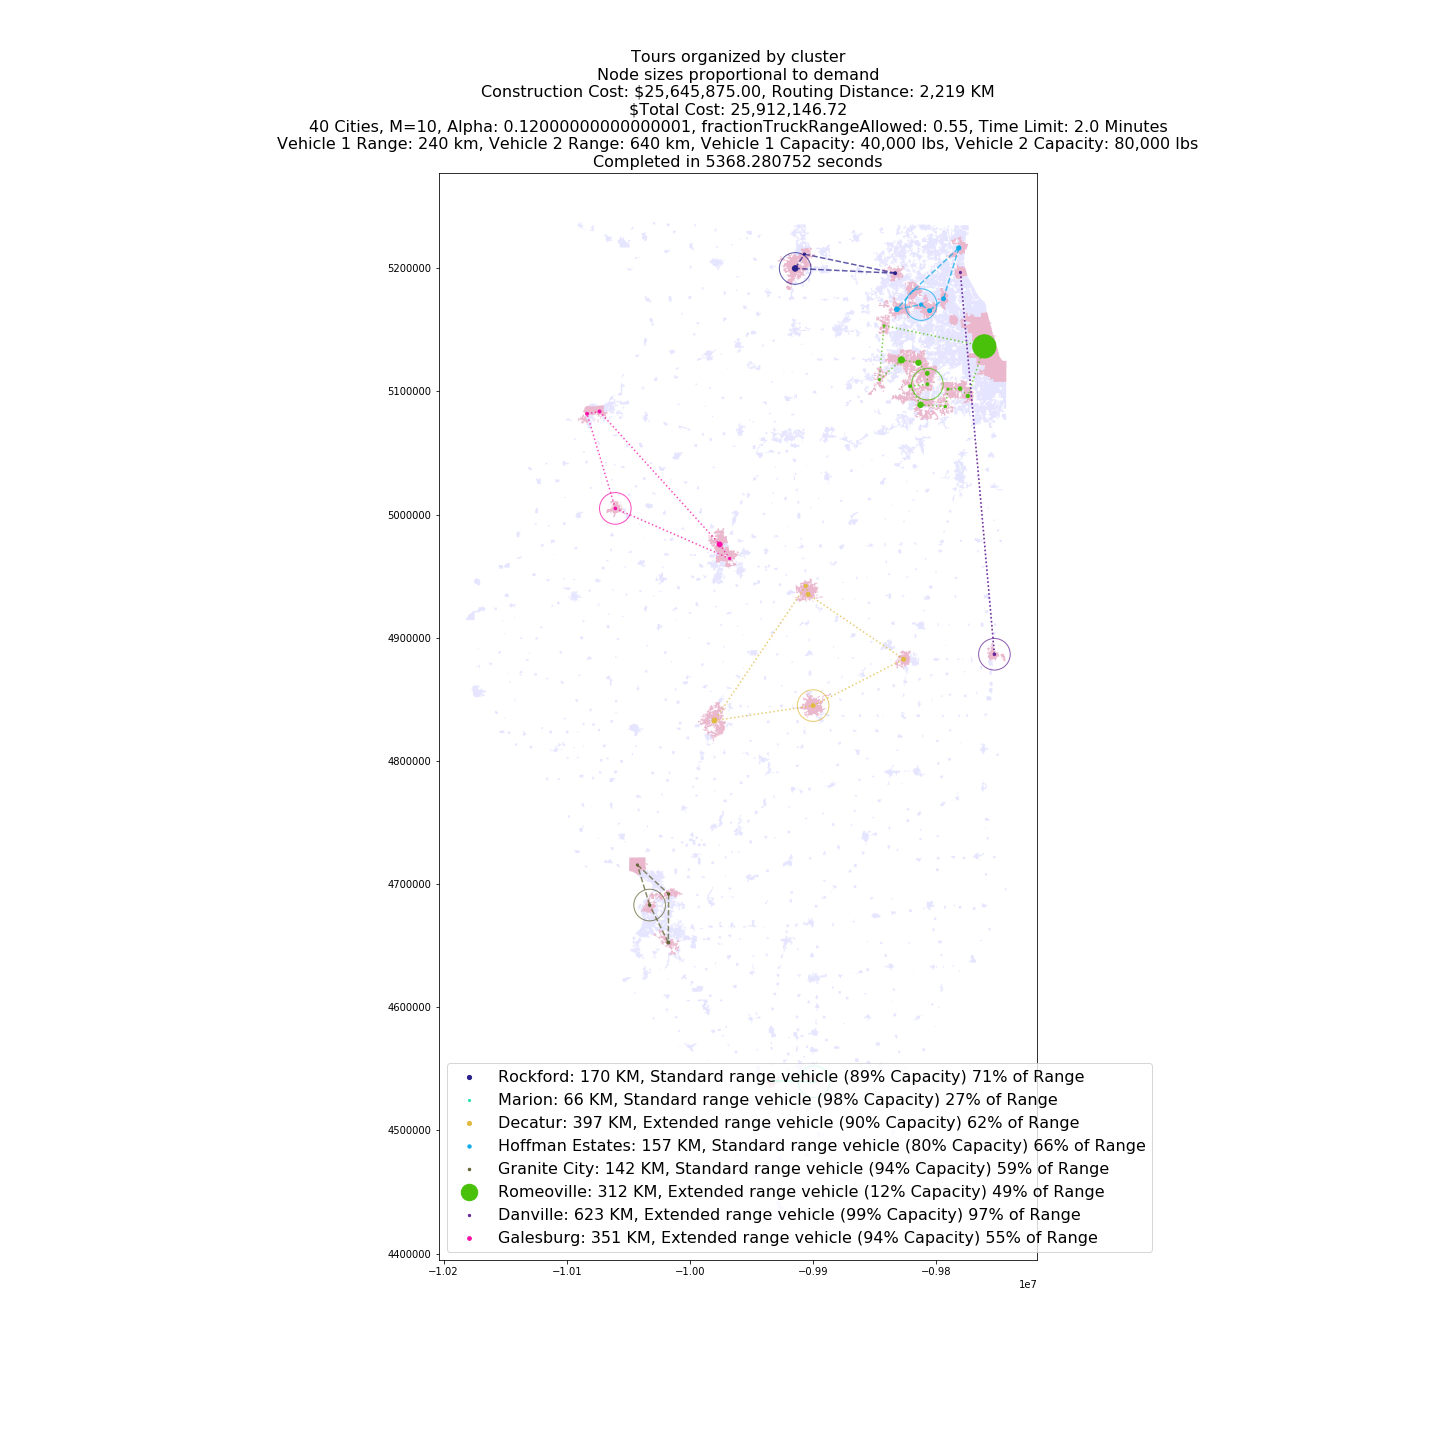 Tours organized by cluster
Node sizes proportional to demand
Construction Cost: $25,645,875.00, Routing Distance: 2,219 KM
$Total Cost: 25,912,146.72
40 Cities, M=10, Alpha: 0.12000000000000001, fractionTruckRangeAllowed: 0.55, Time Limit: 2.0 Minutes
Vehicle 1 Range: 240 km, Vehicle 2 Range: 640 km, Vehicle 1 Capacity: 40,000 lbs, Vehicle 2 Capacity: 80,000 lbs
Completed in 5368.280752 seconds
5200000
5100000
5000000
4900000
4800000
4700000
4600000
4500000
4400000
Rockford: 170 KM, Standard range vehicle (89% Capacity) 71% of Range
Marion: 66 KM, Standard range vehicle (98% Capacity) 27% of Range
Decatur: 397 KM, Extended range vehicle (90% Capacity) 62% of Range
Hoffman Estates: 157 KM, Standard range vehicle (80% Capacity) 66% of Range
Granite City: 142 KM, Standard range vehicle (94% Capacity) 59% of Range
Romeoville: 312 KM, Extended range vehicle (12% Capacity) 49% of Range
Danville: 623 KM, Extended range vehicle (99% Capacity) 97% of Range
Galesburg: 351 KM, Extended range vehicle (94% Capacity) 55% of Range
−1.02 −1.01 −1.00 −0.99 −0.98
1e7